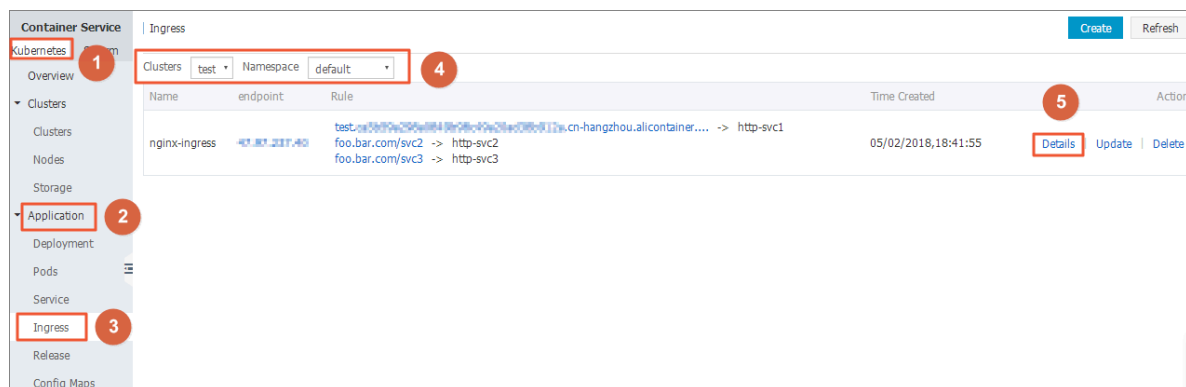 Container Service
Ingress
Create
Refresh
Kubernetes
1
Overview
Clusters
test
Namespace
default
4
Clusters
Name
endpoint
Rule
Time Created
5
Action
Clusters
nginx-ingress
test.
.cn-hangzhou.alicontainer.... -> http-svc1
foo.bar.com/svc2 -> http-svc2
foo.bar.com/svc3 -> http-svc3
05/02/2018,18:41:55
Details
Update
Delete
Nodes
Storage
Application
2
Deployment
Pods
Service
Ingress
3
Release
Config Maps